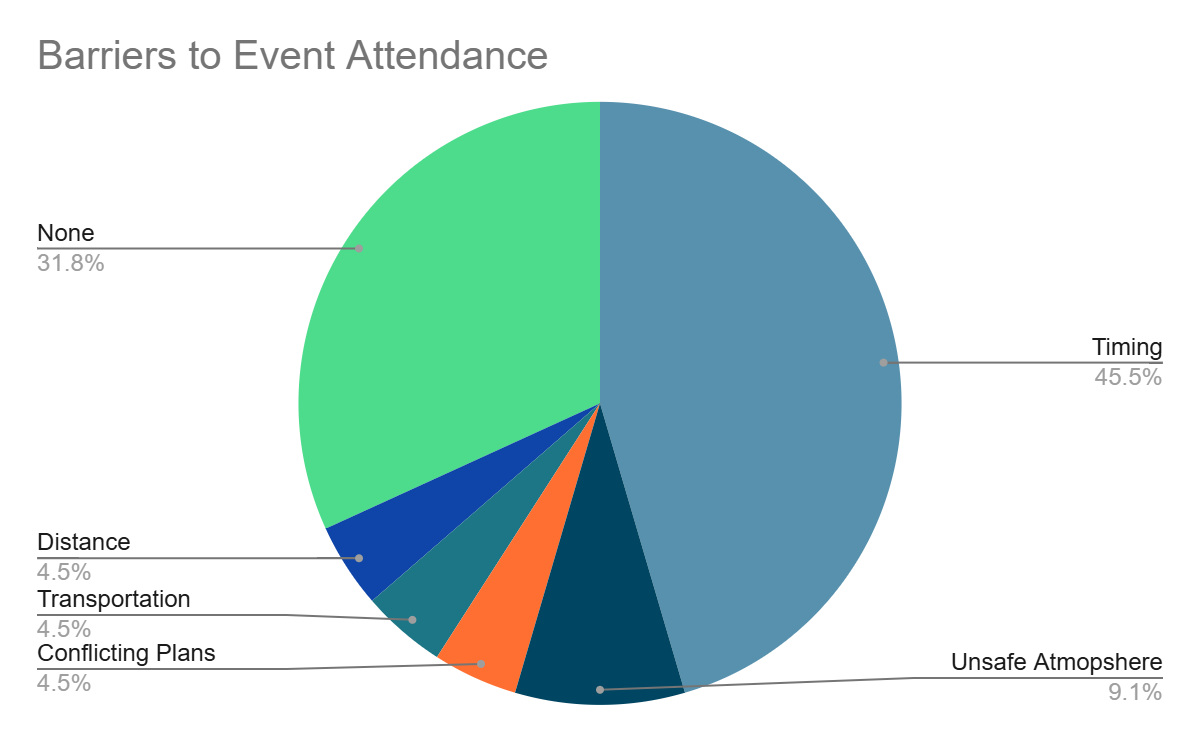 Barriers to Event Attendance
None
31.8%
Timing
45.5%
Distance
4.5%
Transportation
4.5%
Conflicting Plans
4.5%
Unsafe Atmopshere
9.1%